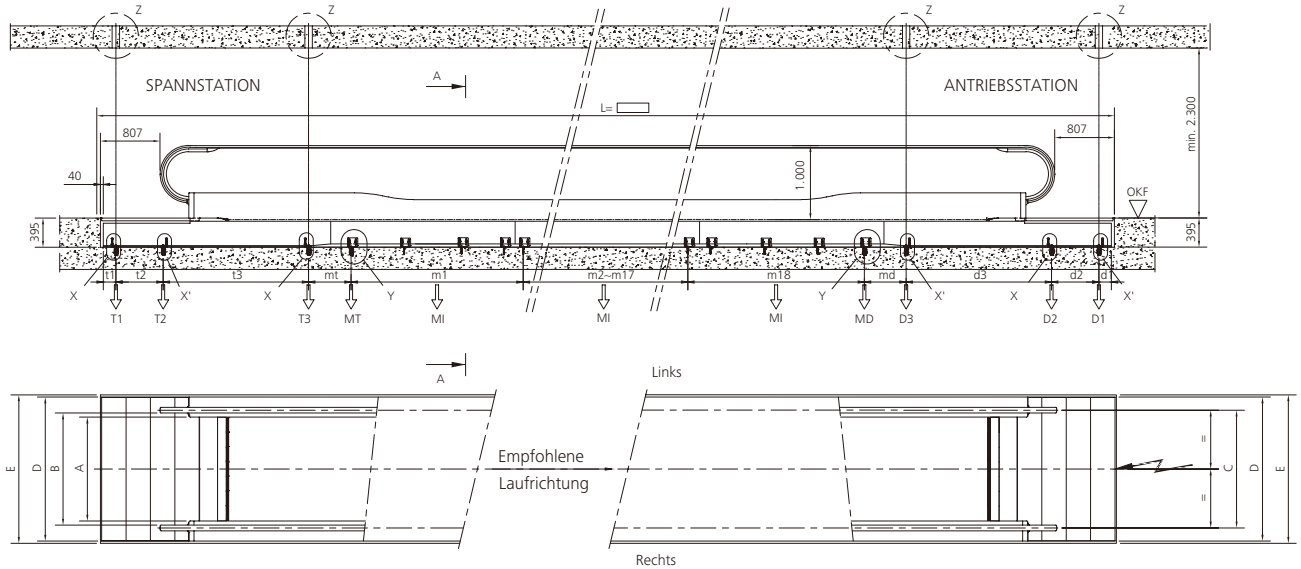 Z Z Z Z
SPANNSTATION A ANTRIEBSSTATION
L=
807 807
min. 2.300
40
1.000
OKF
395 395
t1 t2 t3 mt m1 m2~m17 m18 md d3 d2 d1
X X' X Y Y X' X X'
T1 T2 T3 MT MI MI MI MD D3 D2 D1
A
Links
E D B A = = C D E
Empfohlene
Laufrichtung
Rechts